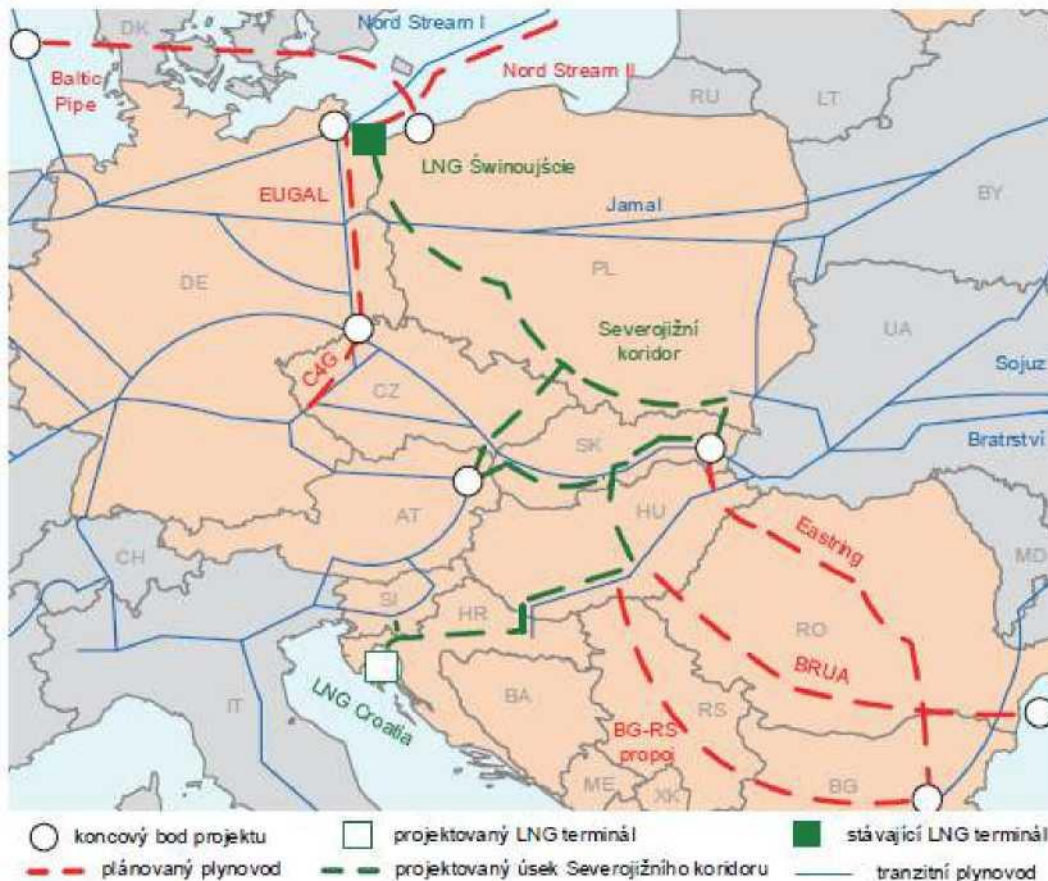 DK
Nord Stream I
Baltic
Pipe
Nord Stream II
RU
LT
LNG Świnoujście
EUGAL
Jamal
BY
DE
PL
UA
Severojižní
koridor
Sojuz
C4G
CZ
SK
Bratrství
AT
HU
CH
Eastring
MD
SI
HR
RO
BRUA
LNG Croatia
IT
BA
RS
BG-RS
propoj
ME
XK
BG
koncový bod projektu
projektovaný LNG terminál
stávající LNG terminál
plánovaný plynovod
projektovaný úsek Severojižního koridoru
tranzitní plynovod